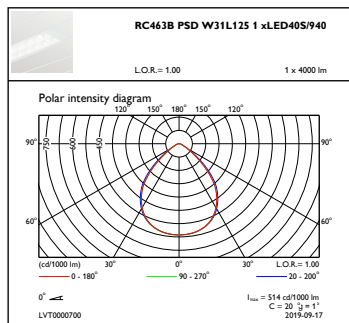 RC463B PSD W31L125 1 xLED40S/940
L.O.R.= 1.00 1 x 4000 lm
Polar intensity diagram
120° 150° 180° 150° 120°
90° 750 600 450 90°
60° 60°
(cd/1000 lm) 30° 0° 30° L.O.R.= 1.00
0 - 180° 90 - 270° 20 - 200°
0° Imax = 514 cd/1000 lm
C = 20 °g = 1°
LVT0000700 2019-09-17